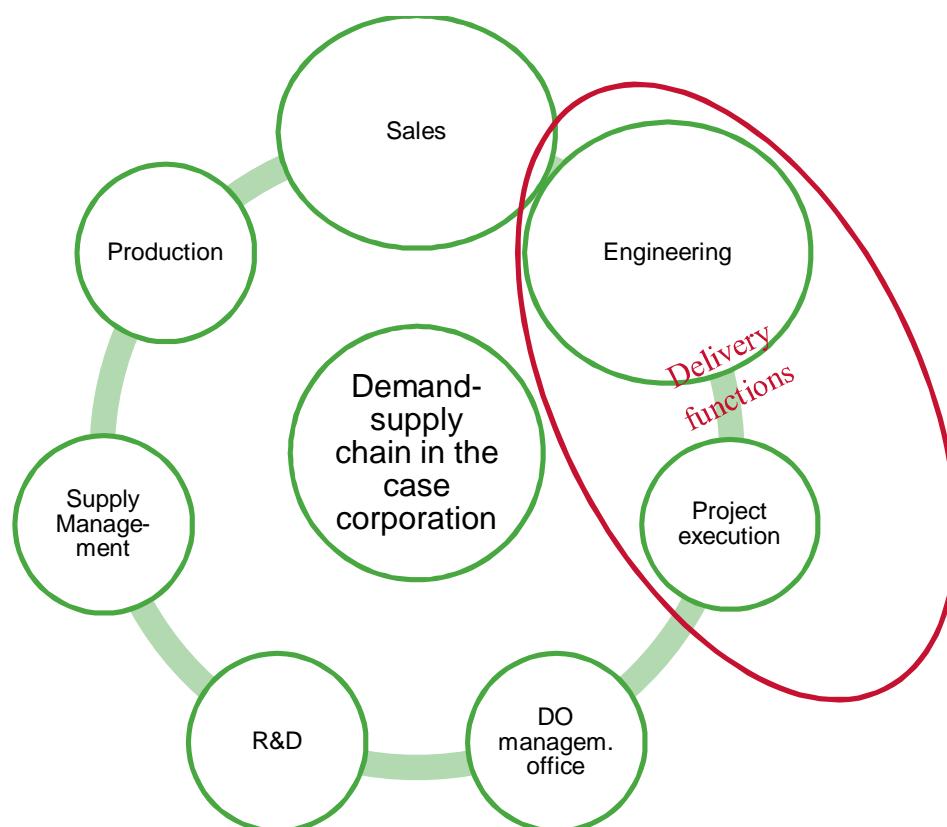 Sales
Production
Engineering
Delivery
functions
Demand-
supply
chain in the
case
corporation
Supply
Manage-
ment
Project
execution
R&D
DO
managem.
office